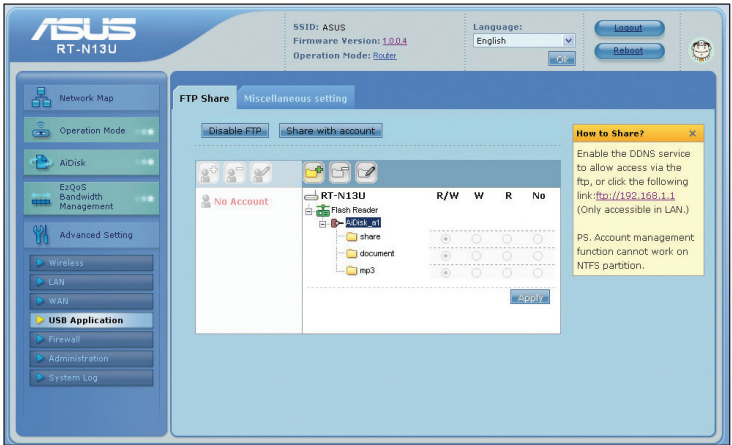 ASUS
RT-N13U
SSID: ASUS
Firmware Version: 1.0.0.4
Operation Mode: Router
Language:
English
OK
Logout
Reboot
Network Map
Operation Mode
AiDisk
EzQoS
Bandwidth
Management
Advanced Setting
Wireless
LAN
WAN
USB Application
Firewall
Administration
System Log
FTP Share Miscellaneous setting
Disable FTP Share with account
No Account
RT-N13U R/W W R No
Flash Reader
AiDisk_a1
share
document
mp3
Apply
How to Share? ×
Enable the DDNS service
to allow access via the
ftp, or click the following
link:ftp://192.168.1.1
(Only accessible in LAN.)
PS. Account management
function cannot work on
NTFS partition.